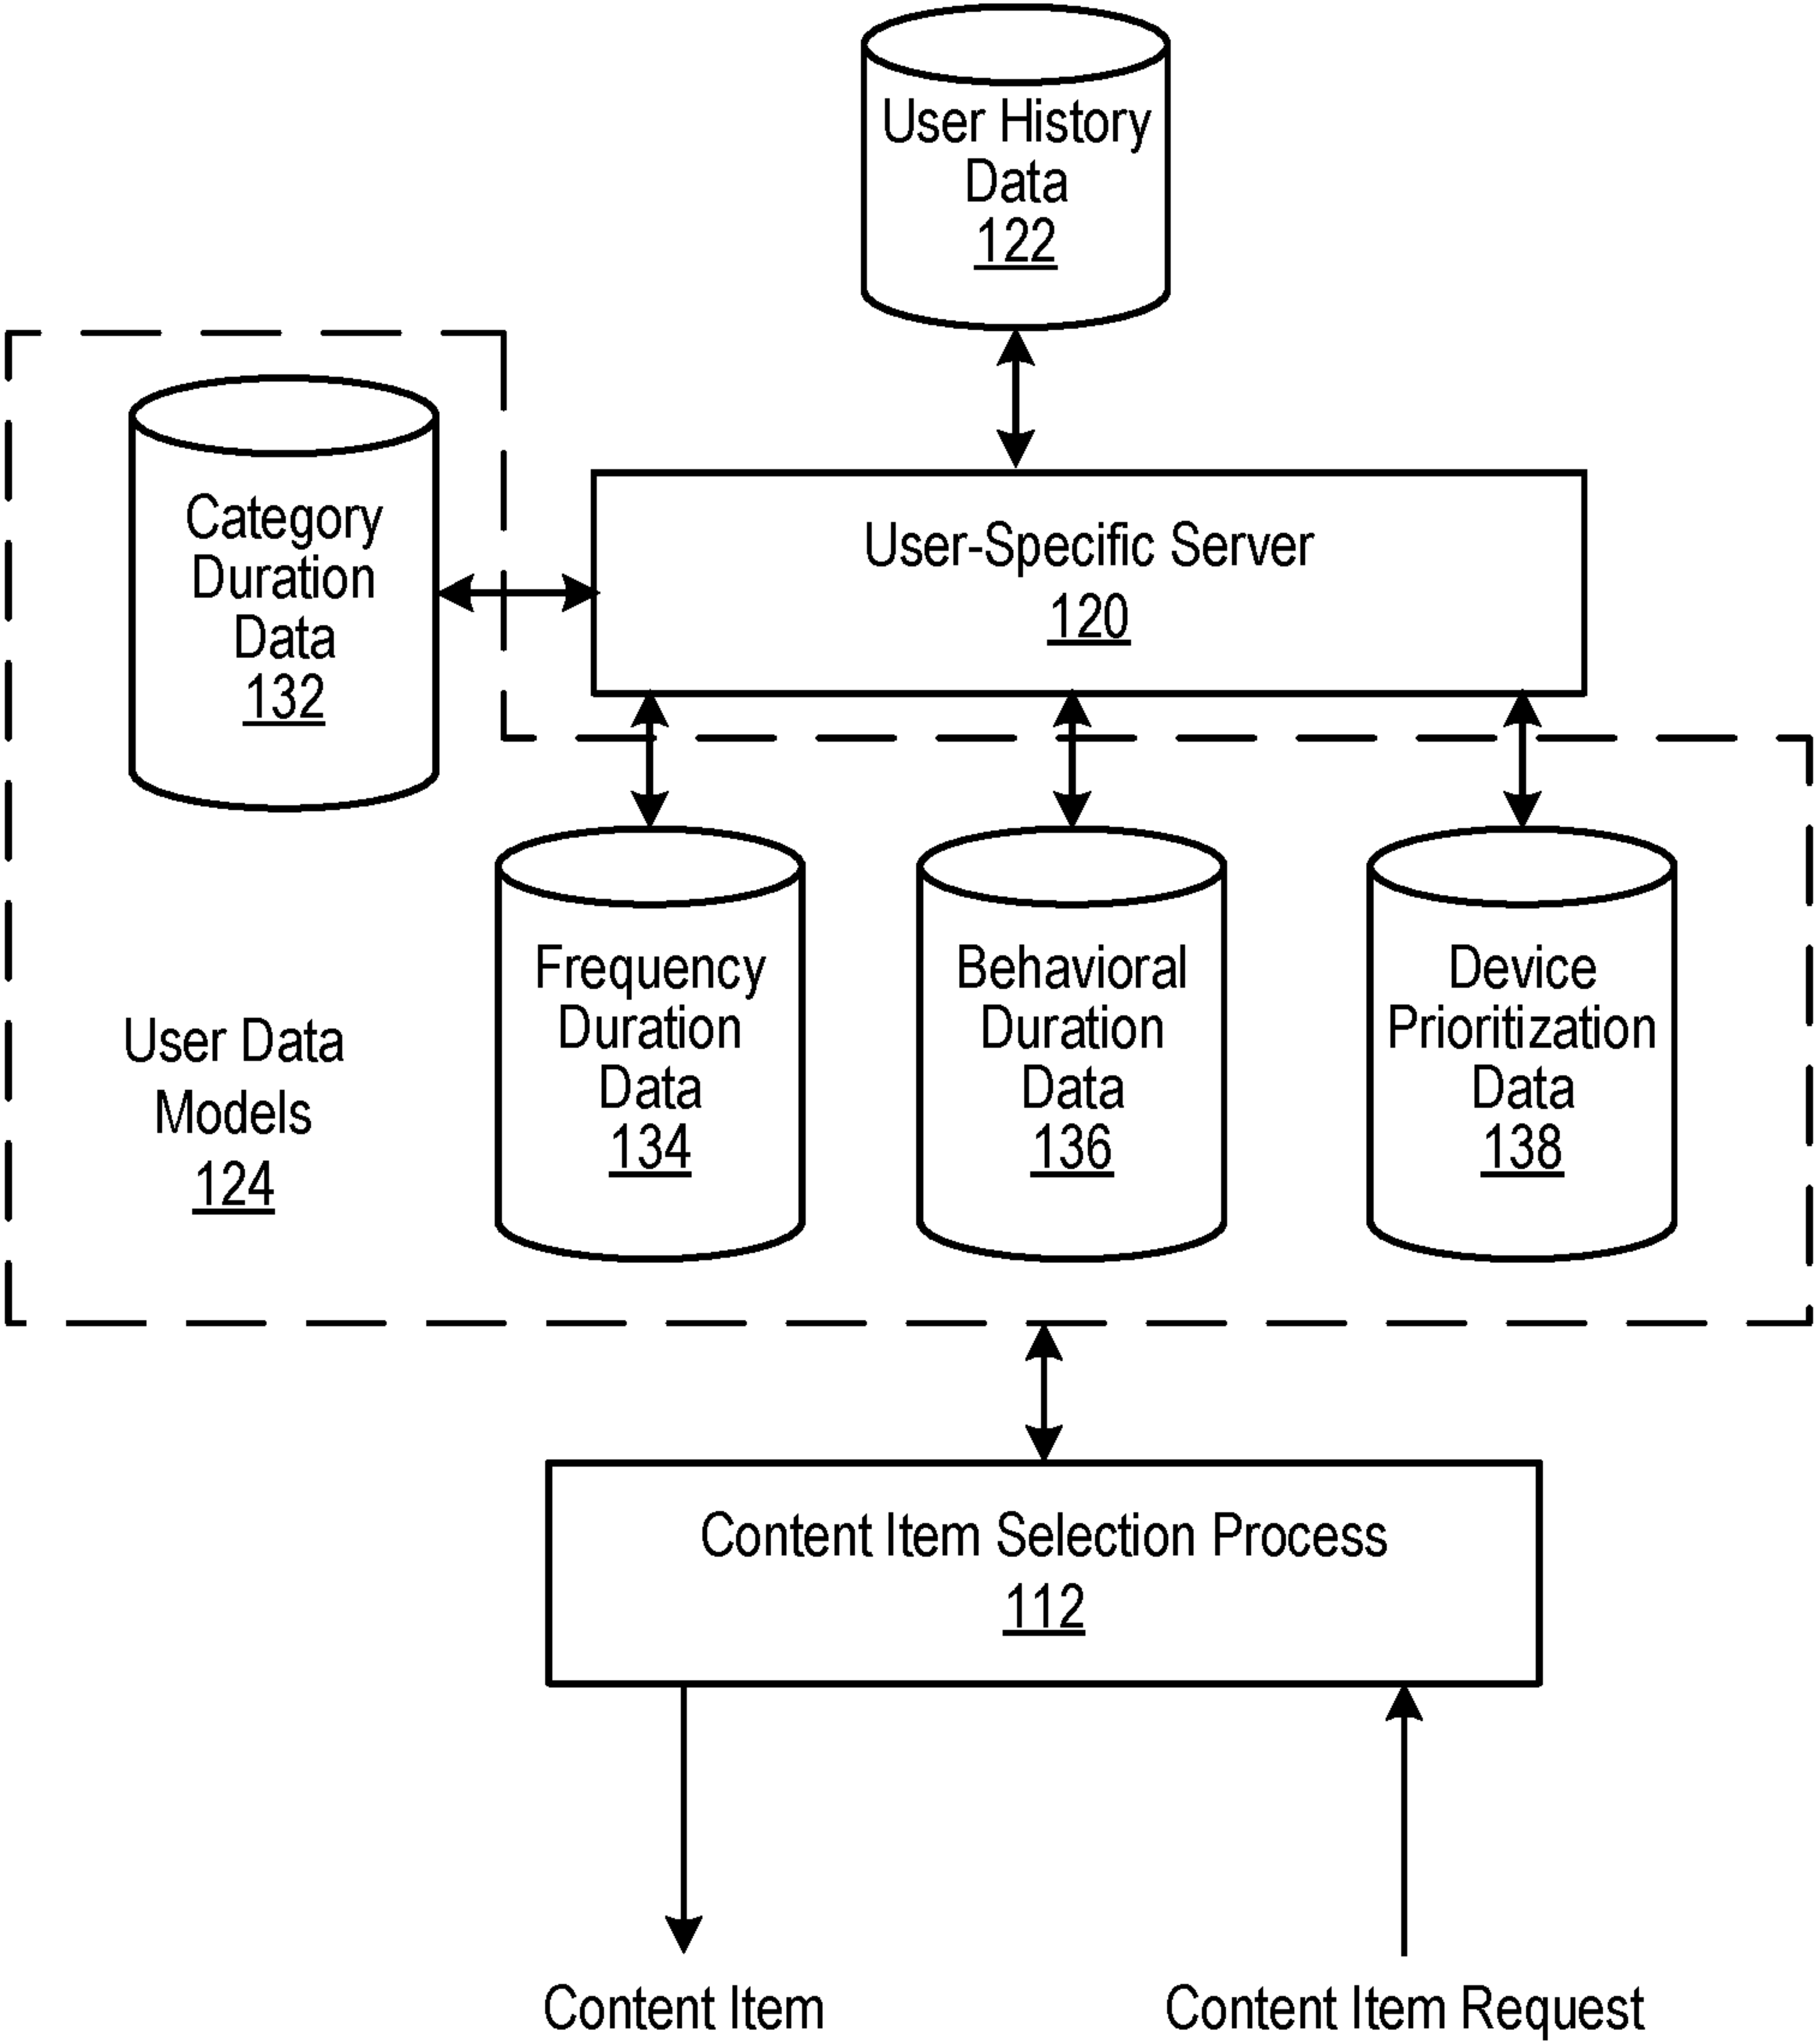 User History
Data
122
Category
Duration
Data
132
User-Specific Server
120
Frequency
Duration
Data
134
Behavioral
Duration
Data
136
Device
Prioritization
Data
138
User Data
Models
124
Content Item Selection Process
112
Content Item
Content Item Request